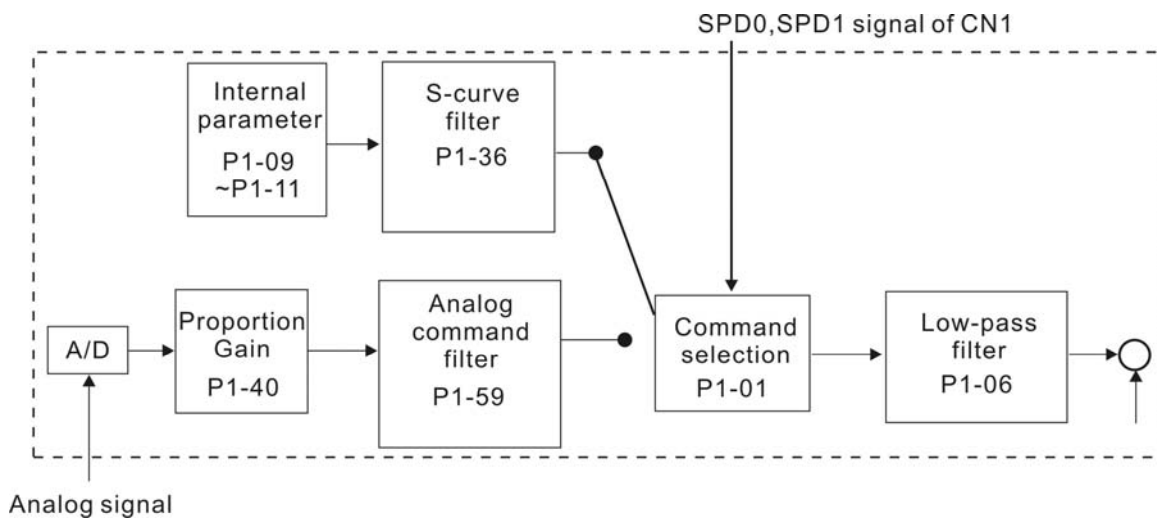 SPD0,SPD1 signal of CN1
Internal
parameter
P1-09
~P1-11
S-curve
filter
P1-36
A/D
Proportion
Gain
P1-40
Analog
command
filter
P1-59
Command
selection
P1-01
Low-pass
filter
P1-06
Analog signal